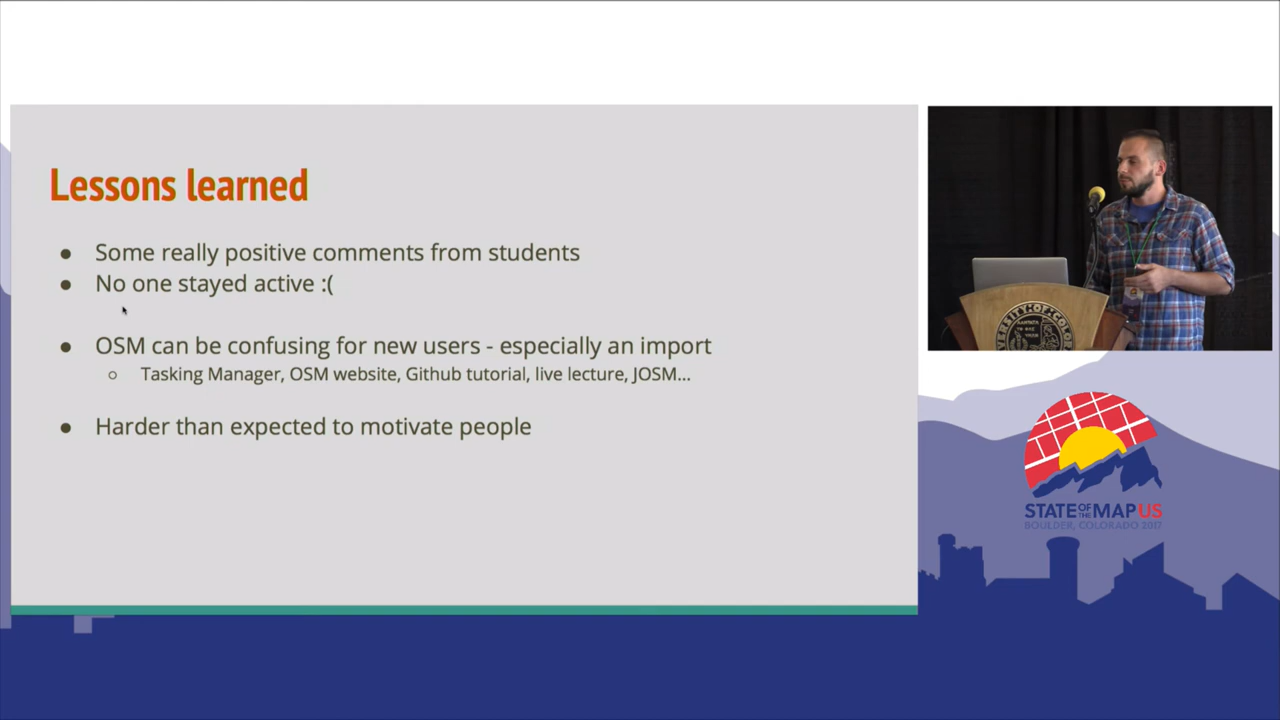 Lessons learned
● Some really positive comments from students
● No one stayed active :(
● OSM can be confusing for new users - especially an import
○ Tasking Manager, OSM website, Github tutorial, live lecture, JOSM...
● Harder than expected to motivate people
STATE OF THE MAP US
BOULDER, COLORADO 2017